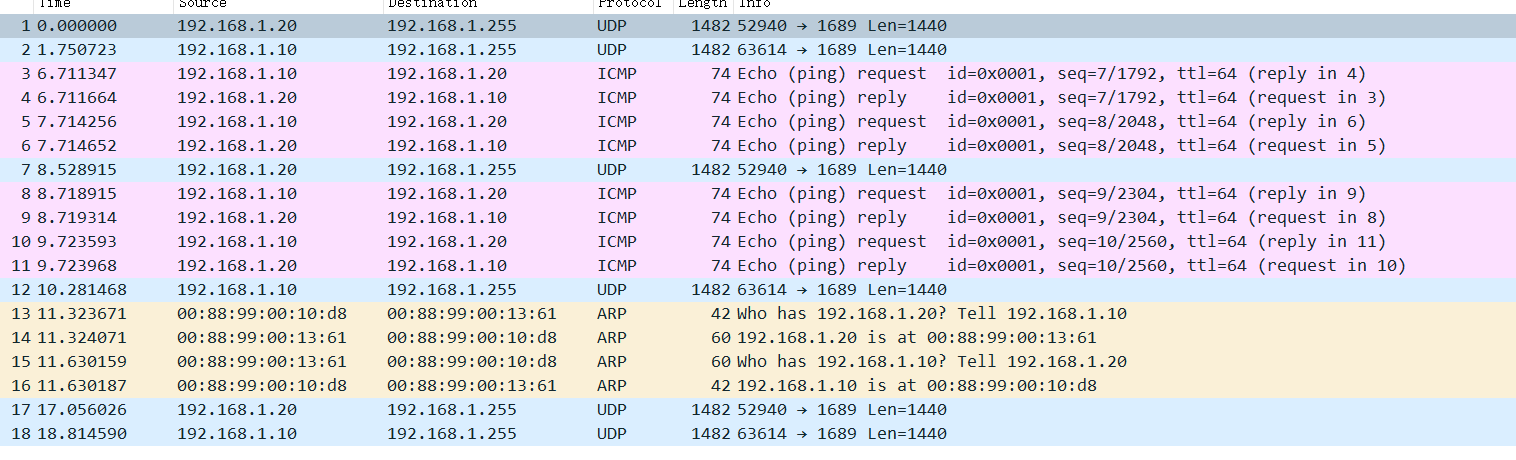 Time Source Destination Protocol Length Info
1 0.000000 192.168.1.20 192.168.1.255 UDP 1482 52940 → 1689 Len=1440
2 1.750723 192.168.1.10 192.168.1.255 UDP 1482 63614 → 1689 Len=1440
3 6.711347 192.168.1.10 192.168.1.20 ICMP 74 Echo (ping) request id=0x0001, seq=7/1792, ttl=64 (reply in 4)
4 6.711664 192.168.1.20 192.168.1.10 ICMP 74 Echo (ping) reply id=0x0001, seq=7/1792, ttl=64 (request in 3)
5 7.714256 192.168.1.10 192.168.1.20 ICMP 74 Echo (ping) request id=0x0001, seq=8/2048, ttl=64 (reply in 6)
6 7.714652 192.168.1.20 192.168.1.10 ICMP 74 Echo (ping) reply id=0x0001, seq=8/2048, ttl=64 (request in 5)
7 8.528915 192.168.1.20 192.168.1.255 UDP 1482 52940 → 1689 Len=1440
8 8.718915 192.168.1.10 192.168.1.20 ICMP 74 Echo (ping) request id=0x0001, seq=9/2304, ttl=64 (reply in 9)
9 8.719314 192.168.1.20 192.168.1.10 ICMP 74 Echo (ping) reply id=0x0001, seq=9/2304, ttl=64 (request in 8)
10 9.723593 192.168.1.10 192.168.1.20 ICMP 74 Echo (ping) request id=0x0001, seq=10/2560, ttl=64 (reply in 11)
11 9.723968 192.168.1.20 192.168.1.10 ICMP 74 Echo (ping) reply id=0x0001, seq=10/2560, ttl=64 (request in 10)
12 10.281468 192.168.1.10 192.168.1.255 UDP 1482 63614 → 1689 Len=1440
13 11.323671 00:88:99:00:10:d8 00:88:99:00:13:61 ARP 42 Who has 192.168.1.20? Tell 192.168.1.10
14 11.324071 00:88:99:00:13:61 00:88:99:00:10:d8 ARP 60 192.168.1.20 is at 00:88:99:00:13:61
15 11.630159 00:88:99:00:13:61 00:88:99:00:10:d8 ARP 60 Who has 192.168.1.10? Tell 192.168.1.20
16 11.630187 00:88:99:00:10:d8 00:88:99:00:13:61 ARP 42 192.168.1.10 is at 00:88:99:00:10:d8
17 17.056026 192.168.1.20 192.168.1.255 UDP 1482 52940 → 1689 Len=1440
18 18.814590 192.168.1.10 192.168.1.255 UDP 1482 63614 → 1689 Len=1440